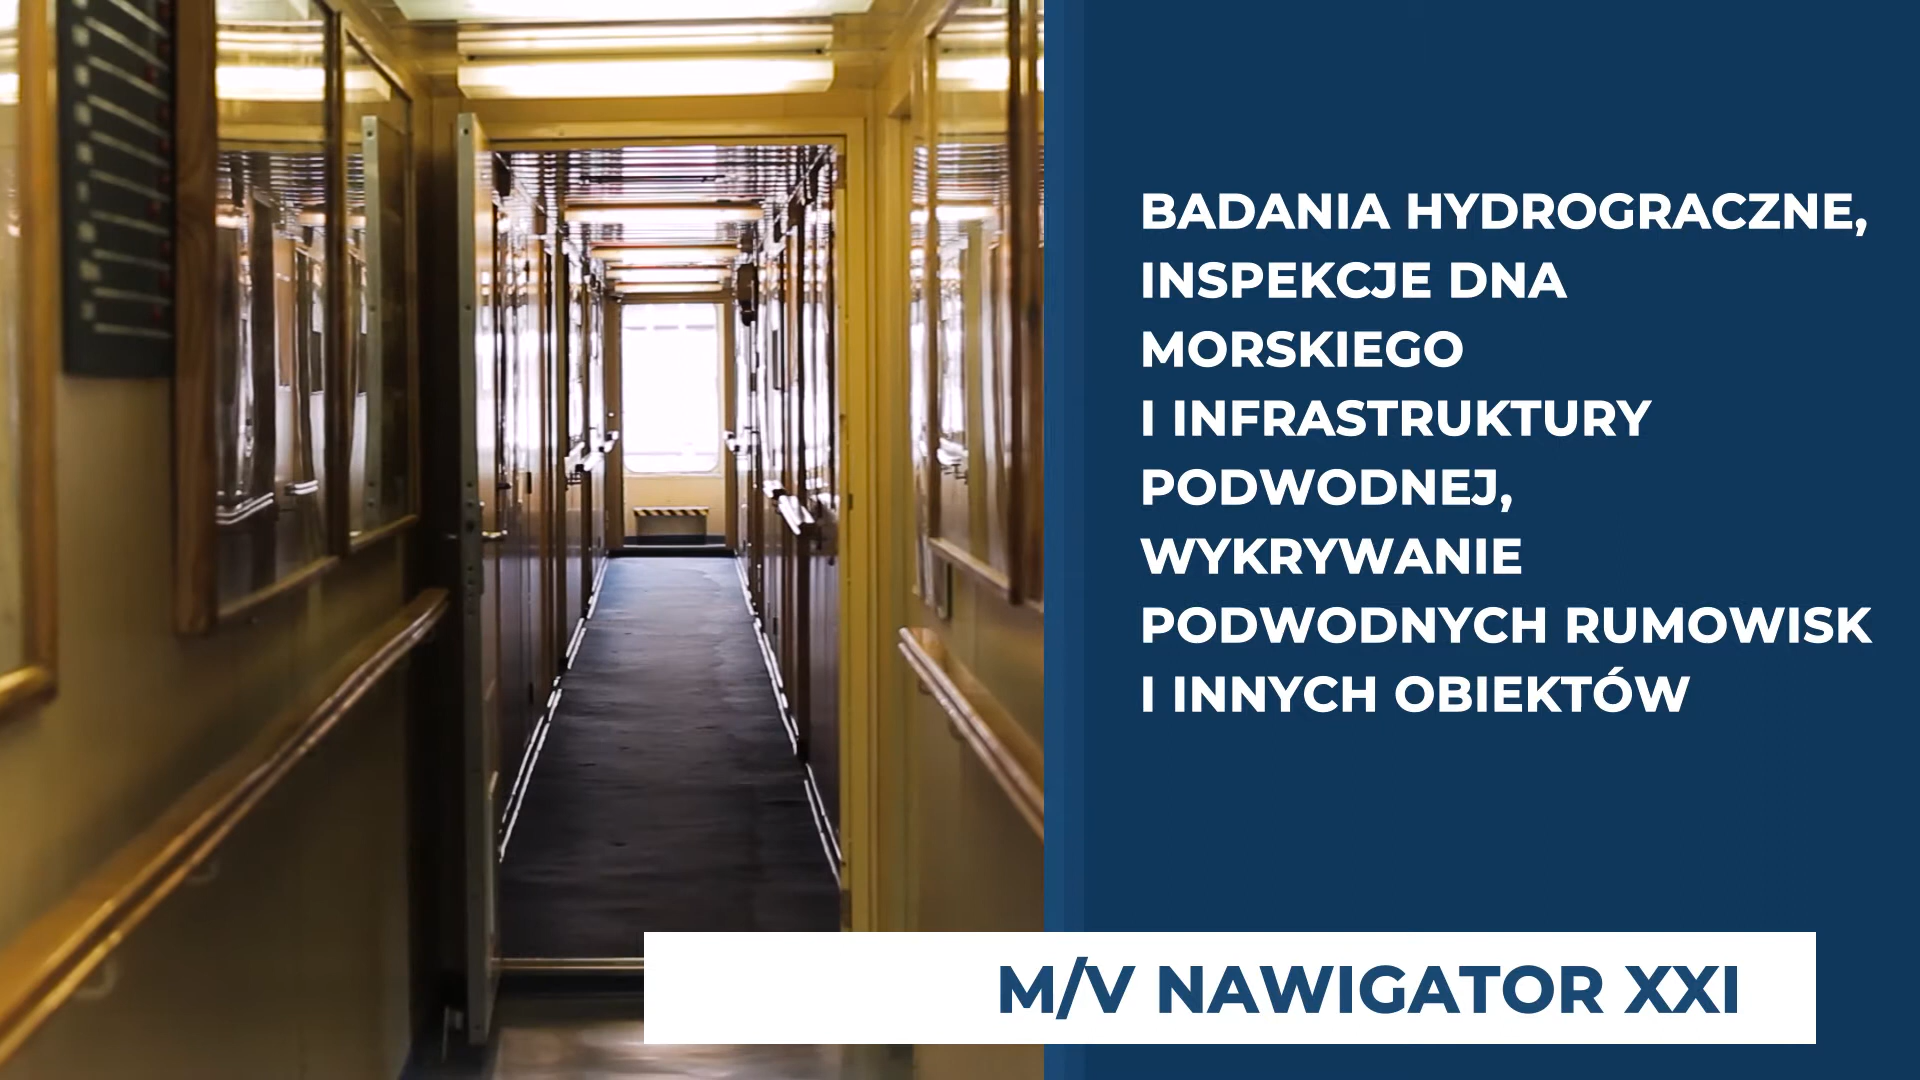 BADANIA HYDROGRACZNE,
INSPEKCJE DNA
MORSKIEGO
I INFRASTRUKTURY
PODWODNEJ,
WYKRYWANIE
PODWODNYCH RUMOWISK
I INNYCH OBIEKTÓW
M/V NAWIGATOR XXI